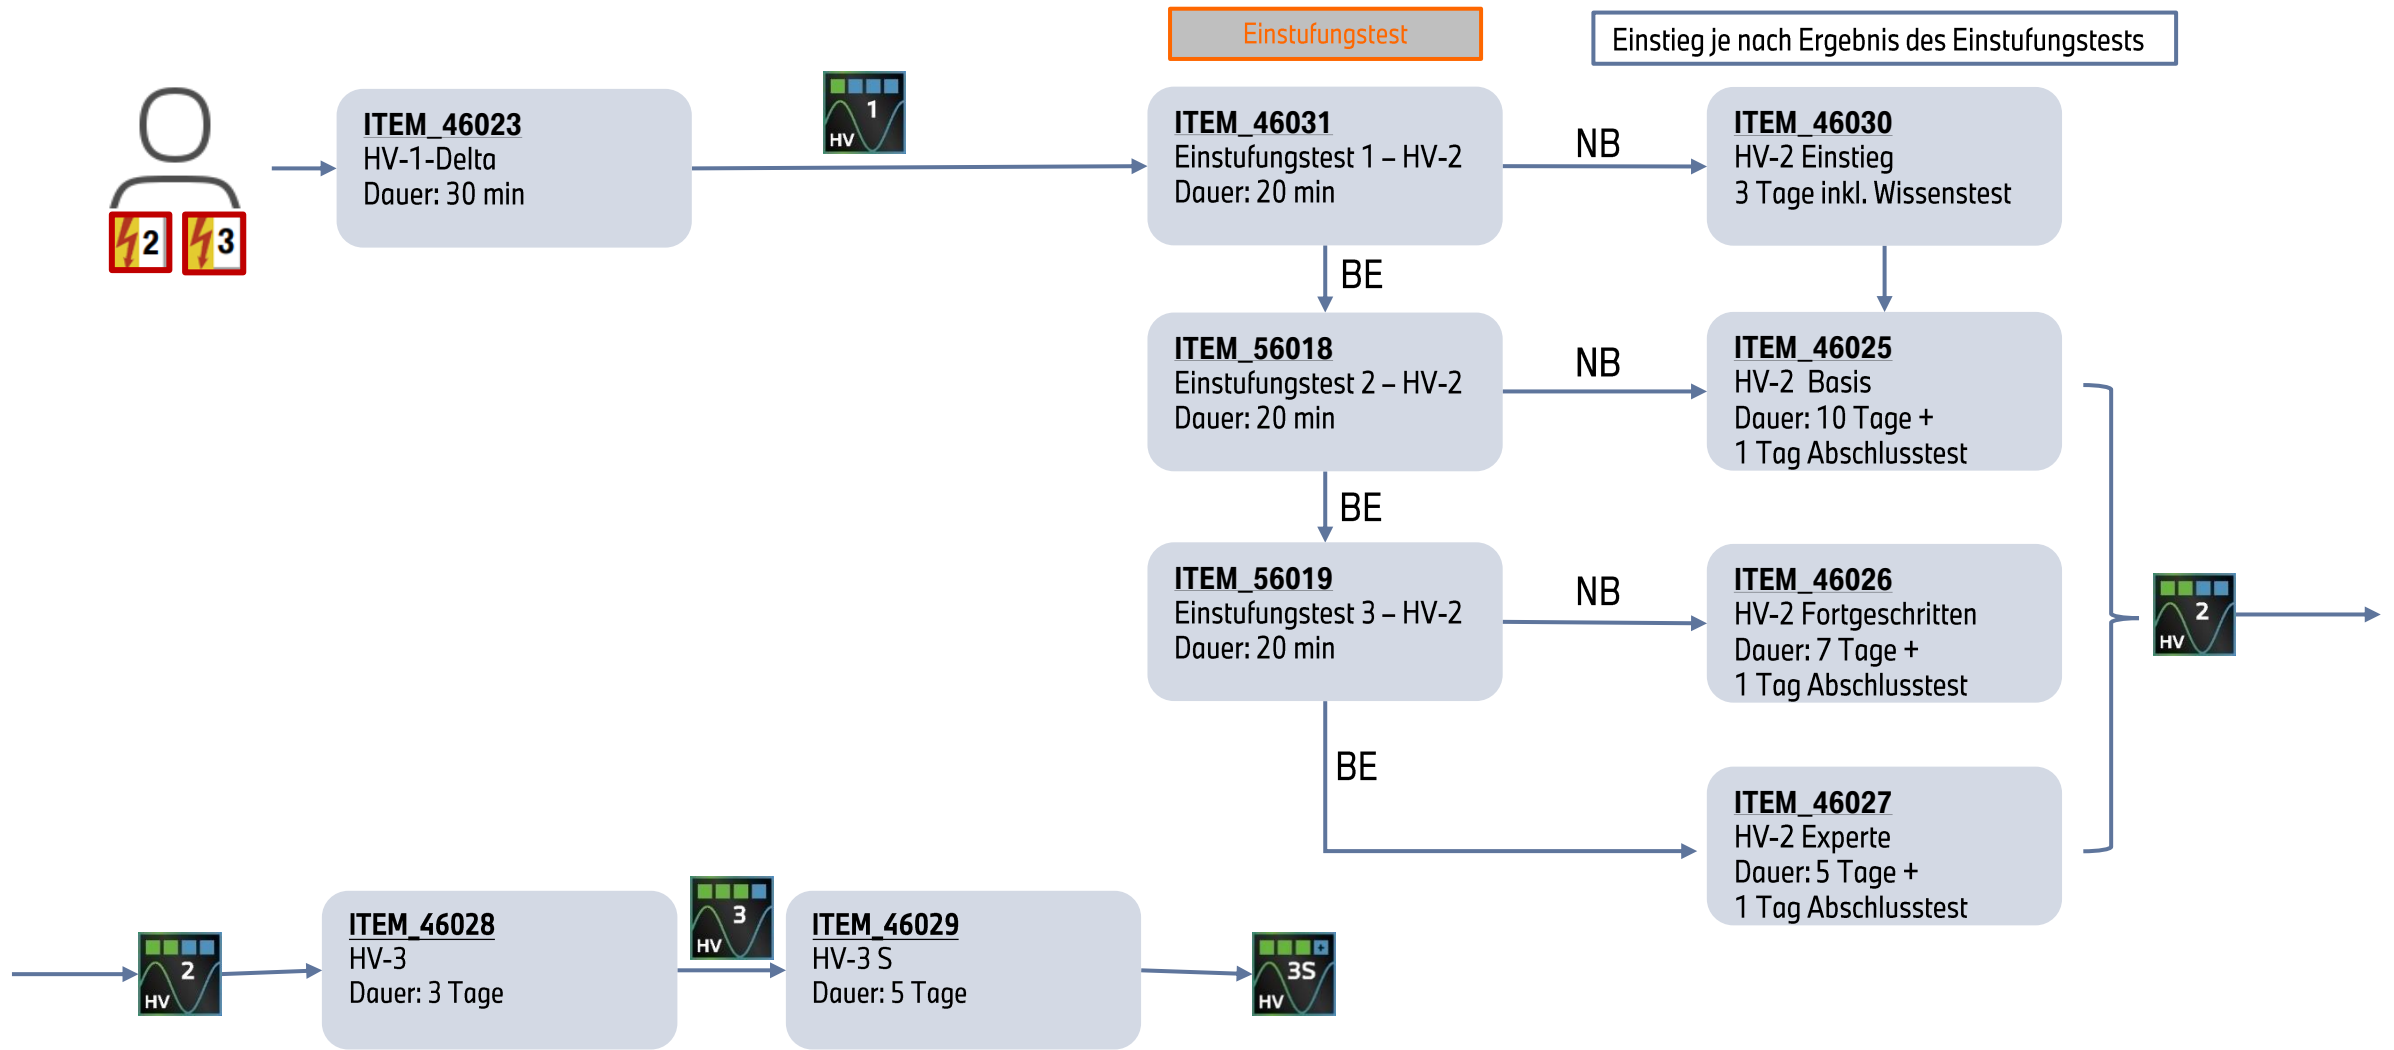 Einstufungstest
Einstieg je nach Ergebnis des Einstufungstests
2
3
ITEM_46023
HV-1-Delta
Dauer: 30 min
1
HV
ITEM_46031
Einstufungstest 1 – HV-2
Dauer: 20 min
NB
ITEM_46030
HV-2 Einstieg
3 Tage inkl. Wissenstest
BE
ITEM_56018
Einstufungstest 2 – HV-2
Dauer: 20 min
NB
ITEM_46025
HV-2 Basis
Dauer: 10 Tage +
1 Tag Abschlusstest
BE
ITEM_56019
Einstufungstest 3 – HV-2
Dauer: 20 min
NB
ITEM_46026
HV-2 Fortgeschritten
Dauer: 7 Tage +
1 Tag Abschlusstest
2
HV
BE
ITEM_46027
HV-2 Experte
Dauer: 5 Tage +
1 Tag Abschlusstest
2
HV
ITEM_46028
HV-3
Dauer: 3 Tage
3
HV
ITEM_46029
HV-3 S
Dauer: 5 Tage
3S
HV